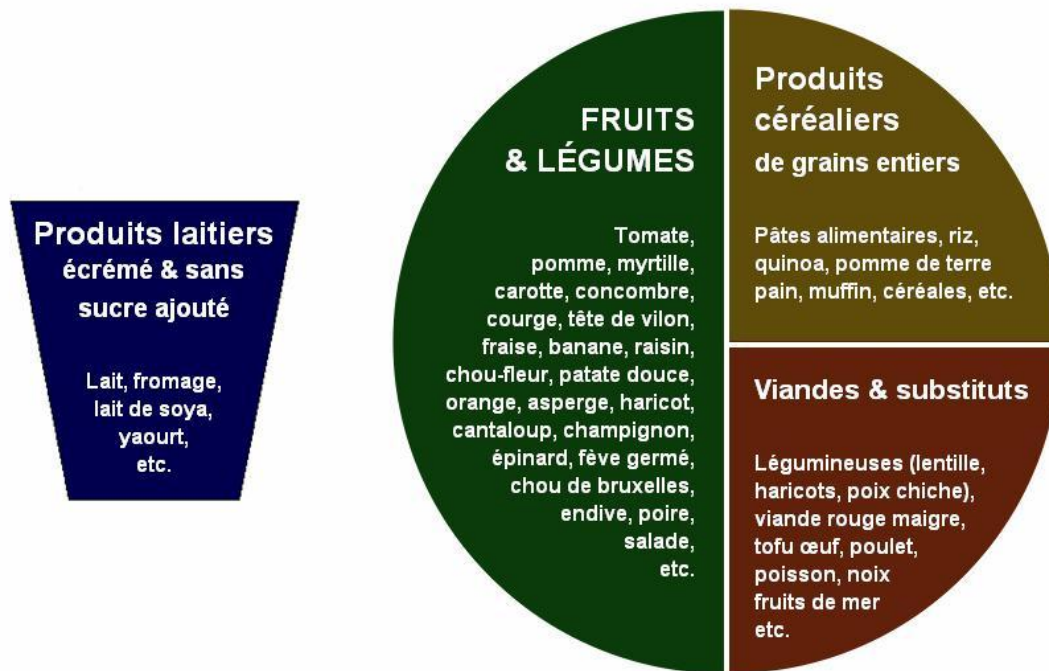 Produits laitiers
écrémé & sans
sucre ajouté
Lait, fromage,
lait de soya,
yaourt,
etc.
FRUITS
& LÉGUMES
Tomate,
pomme, myrtille,
carotte, concombre,
courge, tête de vilon,
fraise, banane, raisin,
chou-fleur, patate douce,
orange, asperge, haricot,
cantaloup, champignon,
épinard, fève germé,
chou de bruxelles,
endive, poire,
salade,
etc.
Produits
céréaliers
de grains entiers
Pâtes alimentaires, riz,
quinoa, pomme de terre
pain, muffin, céréales, etc.
Viandes & substituts
Légumineuses (lentille,
haricots, poix chiche),
viande rouge maigre,
tofu œuf, poulet,
poisson, noix
fruits de mer
etc.